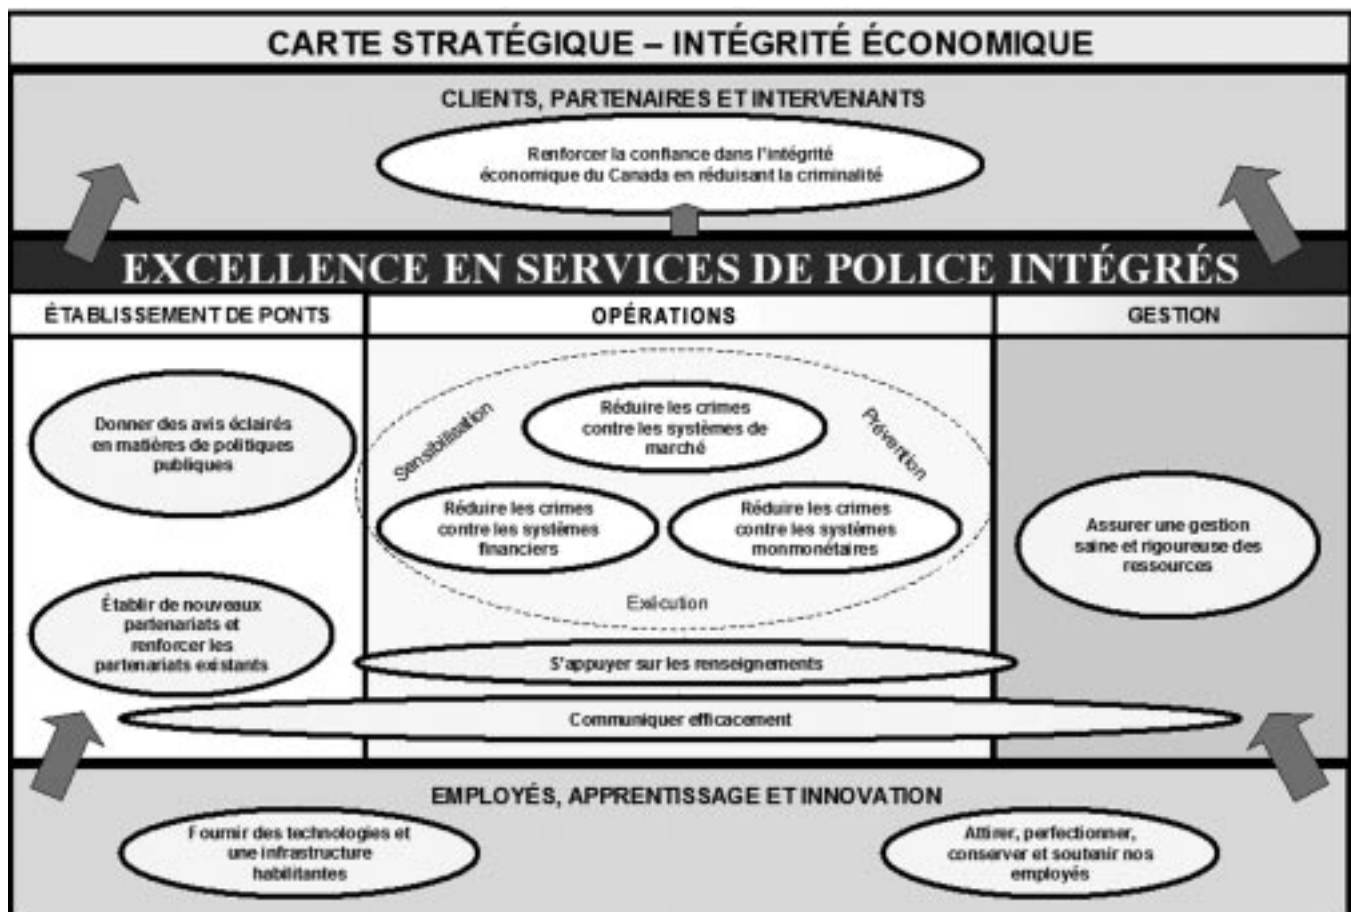 CARTE STRATÉGIQUE – INTÉGRITÉ ÉCONOMIQUE
CLIENTS, PARTENAIRES ET INTERVENANTS
Renforcer la confiance dans l'intégrité
économique du Canada en réduisant la criminalité
EXCELLENCE EN SERVICES DE POLICE INTÉGRÉS
ÉTABLISSEMENT DE PONTS
OPÉRATIONS
GESTION
Donner des avis éclairés
en matières de politiques
publiques
Établir de nouveaux
partenariats et
renforcer les
partenariats existants
Sensibilisation
Prévention
Réduire les crimes
contre les systèmes de
marché
Réduire les crimes
contre les systèmes
financiers
Réduire les crimes
contre les systèmes
monmonétaires
Exécution
Assurer une gestion
saine et rigoureuse des
ressources
S'appuyer sur les renseignements
Communiquer efficacement
EMPLOYÉS, APPRENTISSAGE ET INNOVATION
Fournir des technologies et
une infrastructure
habilitantes
Attirer, perfectionner,
conserver et soutenir nos
employés